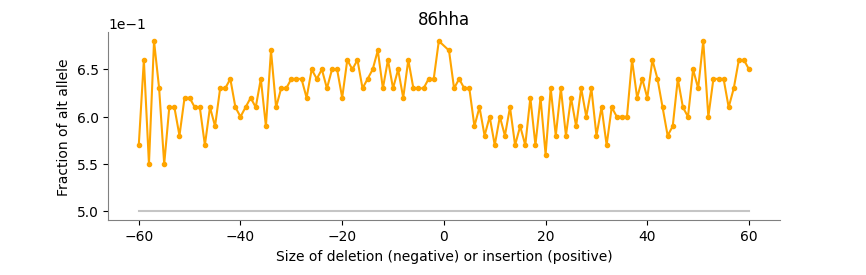 86hha
1e−1
6.5
6.0
5.5
5.0
Fraction of alt allele
−60 −40 −20 0 20 40 60
Size of deletion (negative) or insertion (positive)